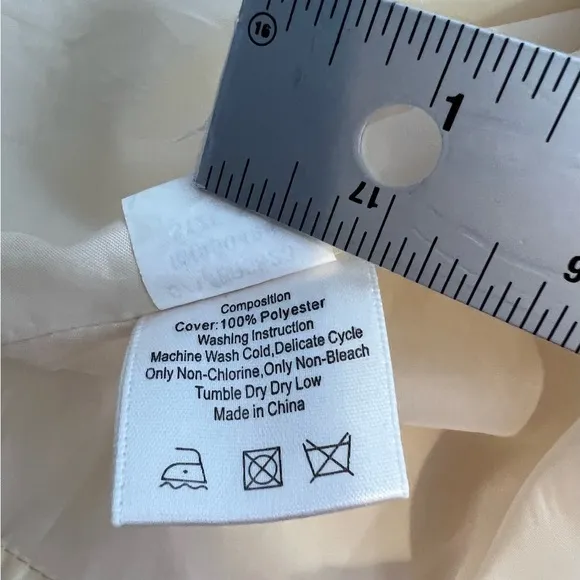 16
1
17
6
Composition
Cover:100% Polyester
Washing Instruction
Machine Wash Cold,Delicate Cycle
Only Non-Chlorine,Only Non-Bleach
Tumble Dry Dry Low
Made in China